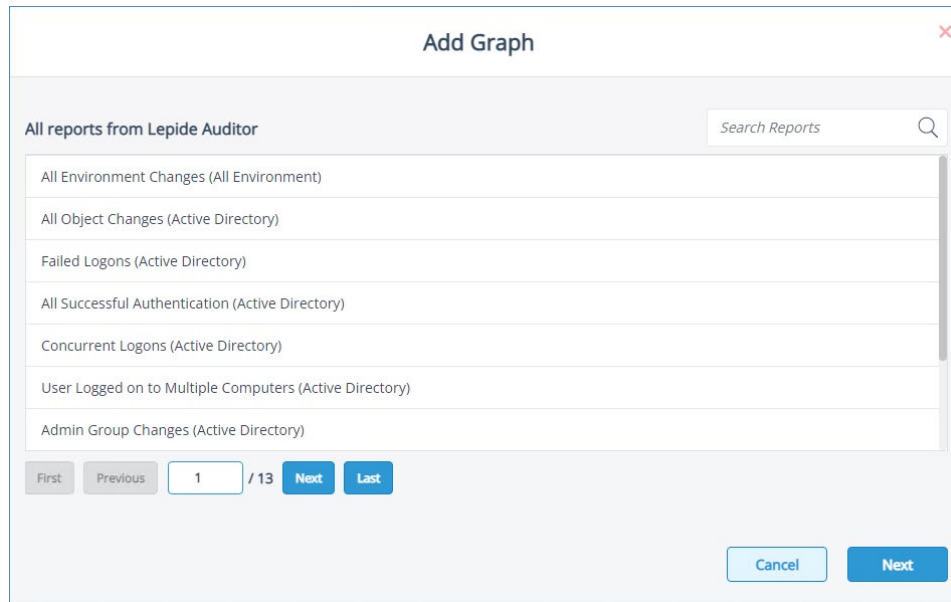 Add Graph
All reports from Lepide Auditor
Search Reports
All Environment Changes (All Environment)
All Object Changes (Active Directory)
Failed Logons (Active Directory)
All Successful Authentication (Active Directory)
Concurrent Logons (Active Directory)
User Logged on to Multiple Computers (Active Directory)
Admin Group Changes (Active Directory)
First Previous 1 / 13 Next Last
Cancel Next